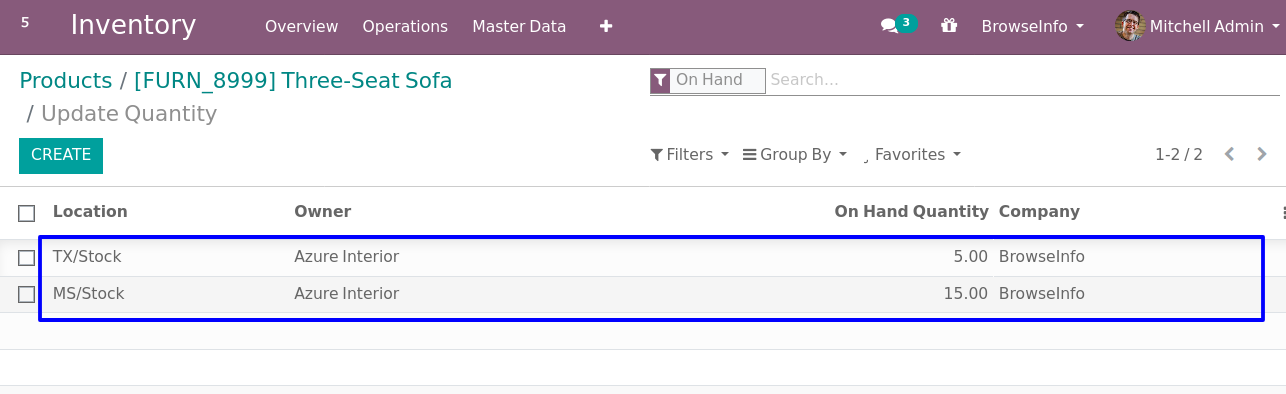 5 Inventory Overview Operations Master Data 3 BrowseInfo Mitchell Admin
Products / [FURN_8999] Three-Seat Sofa
/ Update Quantity
On Hand Search...
CREATE
Filters Group By Favorites 1-2 / 2
Location Owner On Hand Quantity Company
TX/Stock Azure Interior 5.00 BrowseInfo
MS/Stock Azure Interior 15.00 BrowseInfo